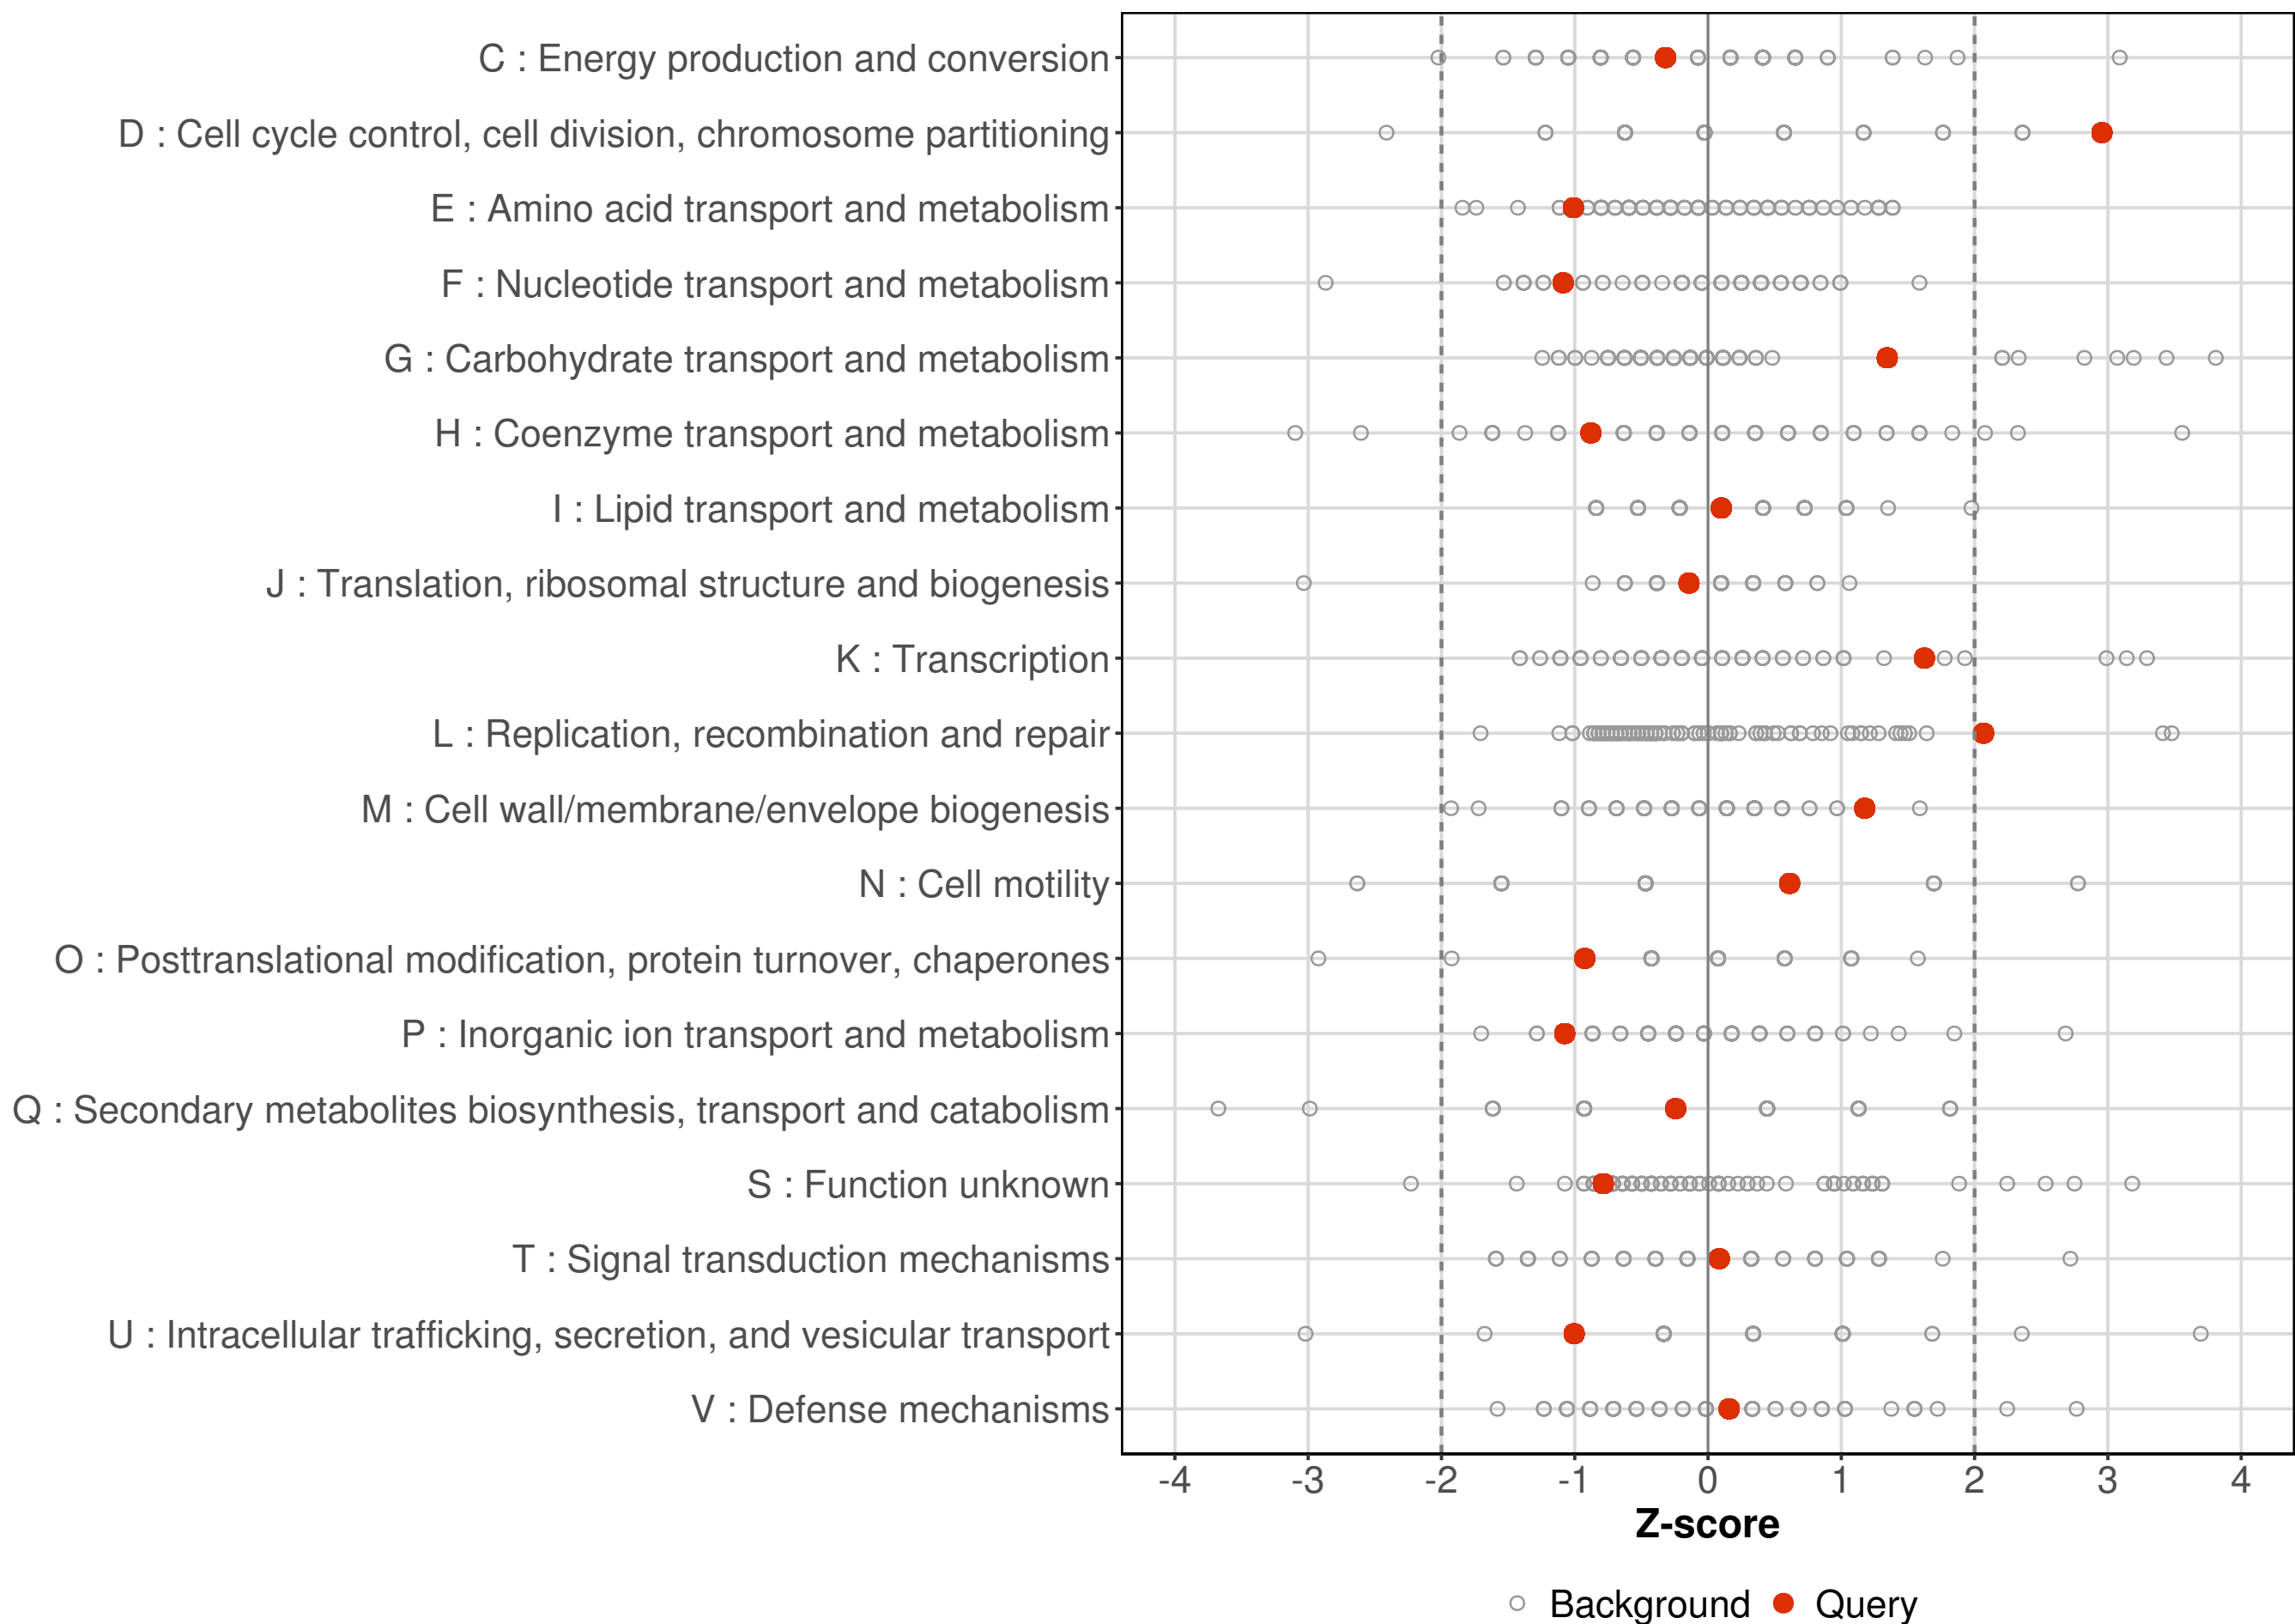 C : Energy production and conversion
D : Cell cycle control, cell division, chromosome partitioning
E : Amino acid transport and metabolism
F : Nucleotide transport and metabolism
G : Carbohydrate transport and metabolism
H : Coenzyme transport and metabolism
I : Lipid transport and metabolism
J : Translation, ribosomal structure and biogenesis
K : Transcription
L : Replication, recombination and repair
M : Cell wall/membrane/envelope biogenesis
N : Cell motility
O : Posttranslational modification, protein turnover, chaperones
P : Inorganic ion transport and metabolism
Q : Secondary metabolites biosynthesis, transport and catabolism
S : Function unknown
T : Signal transduction mechanisms
U : Intracellular trafficking, secretion, and vesicular transport
V : Defense mechanisms
-4 -3 -2 -1 0 1 2 3 4
Z-score
Background Query